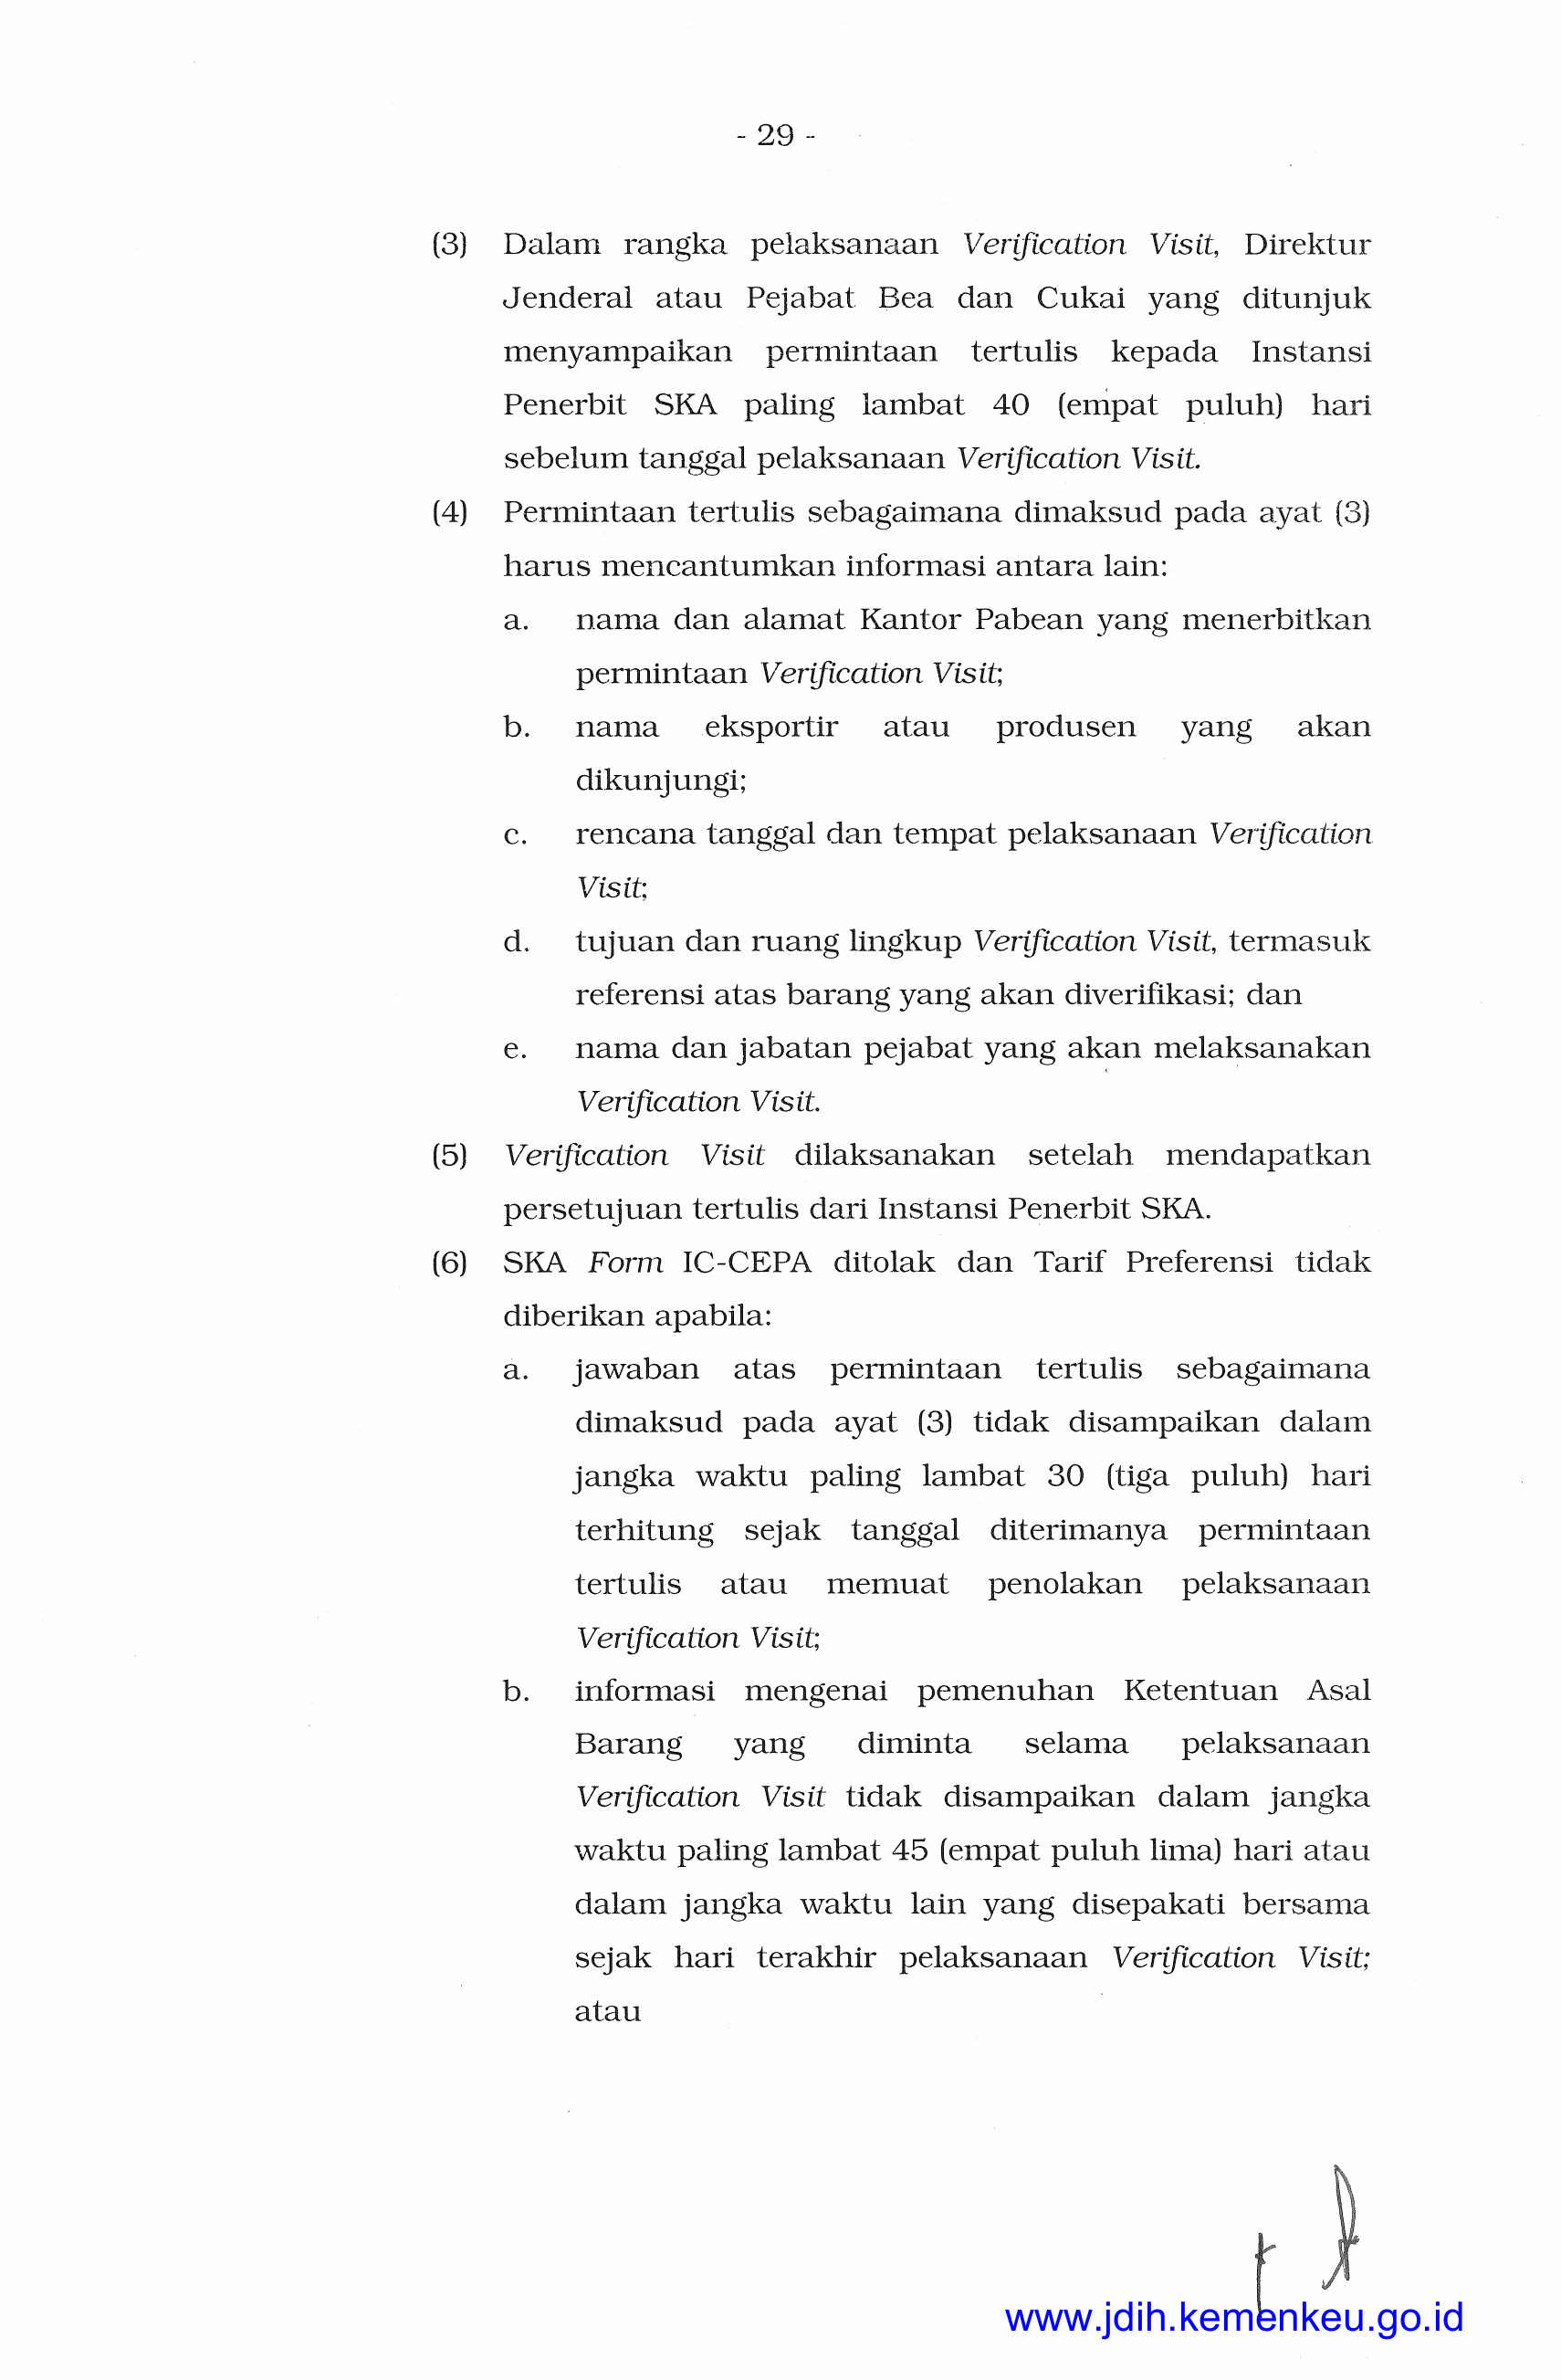 - 29 -
(3) Dalam rangka pelaksanaan Verification Visit, Direktur
Jenderal atau Pejabat Bea dan Cukai yang ditunjuk
menyampaikan permintaan tertulis kepada Instansi
Penerbit SKA paling lambat 40 (empat puluh) hari
sebelum tanggal pelaksanaan Verification Visit.
(4) Permintaan tertulis sebagaimana dimaksud pada ayat (3)
harus mencantumkan informasi antara lain:
a. nama dan alamat Kantor Pabean yang menerbitkan
permintaan Verification Visit;
b. nama eksportir atau produsen yang akan
dikunjungi;
c. rencana tanggal dan tempat pelaksanaan Verification
Visit;
d. tujuan dan ruang lingkup Verification Visit, termasuk
referensi atas barang yang akan diverifikasi; dan
e. nama dan jabatan pejabat yang akan melaksanakan
Verification Visit.
(5) Verification Visit dilaksanakan setelah mendapatkan
persetujuan tertulis dari Instansi Penerbit SKA.
(6) SKA Form IC-CEPA ditolak dan Tarif Preferensi tidak
diberikan apabila:
a. jawaban atas permintaan tertulis sebagaimana
dimaksud pada ayat (3) tidak disampaikan dalam
jangka waktu paling lambat 30 (tiga puluh) hari
terhitung sejak tanggal diterimanya permintaan
tertulis atau memuat penolakan pelaksanaan
Verification Visit;
b. informasi mengenai pemenuhan Ketentuan Asal
Barang yang diminta selama pelaksanaan
Verification Visit tidak disampaikan dalam jangka
waktu paling lambat 45 (empat puluh lima) hari atau
dalam jangka waktu lain yang disepakati bersama
sejak hari terakhir pelaksanaan Verification Visit;
atau
www.jdih.kemenkeu.go.id